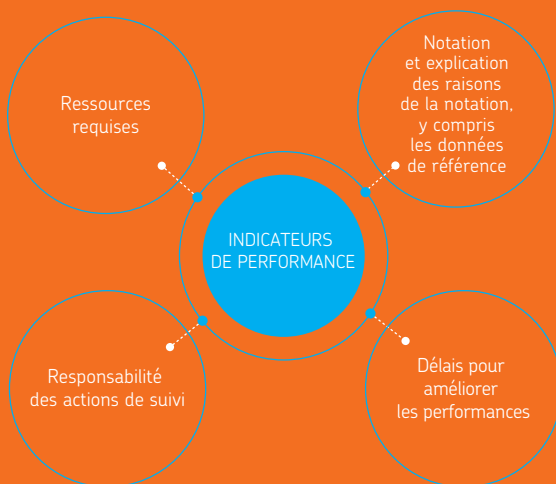 Ressources
requises
Notation
et explication
des raisons
de la notation,
y compris
les données
de référence
INDICATEURS
DE PERFORMANCE
Responsabilité
des actions de suivi
Délais pour
améliorer
les performances